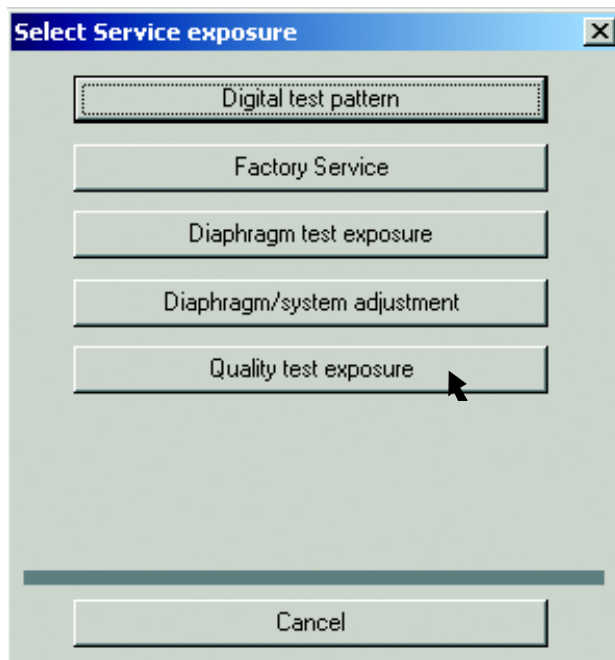 Select Service exposure
Digital test pattern
Factory Service
Diaphragm test exposure
Diaphragm/system adjustment
Quality test exposure
Cancel